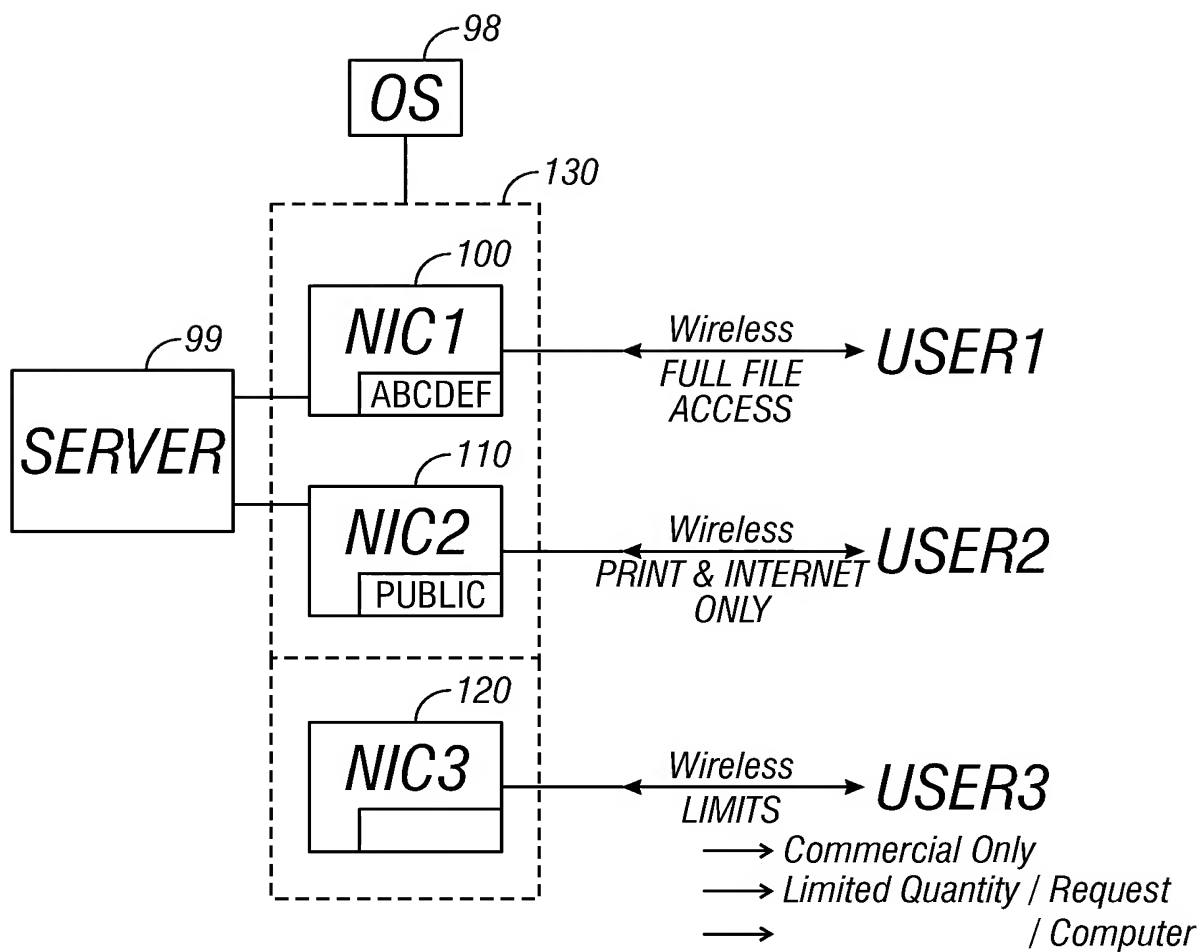 98
OS
130
100
NIC1
ABCDEF
Wireless
FULL FILE
ACCESS
USER1
99
SERVER
110
NIC2
PUBLIC
Wireless
PRINT & INTERNET
ONLY
USER2
120
NIC3
Wireless
LIMITS
USER3
Commercial Only
Limited Quantity / Request
/ Computer